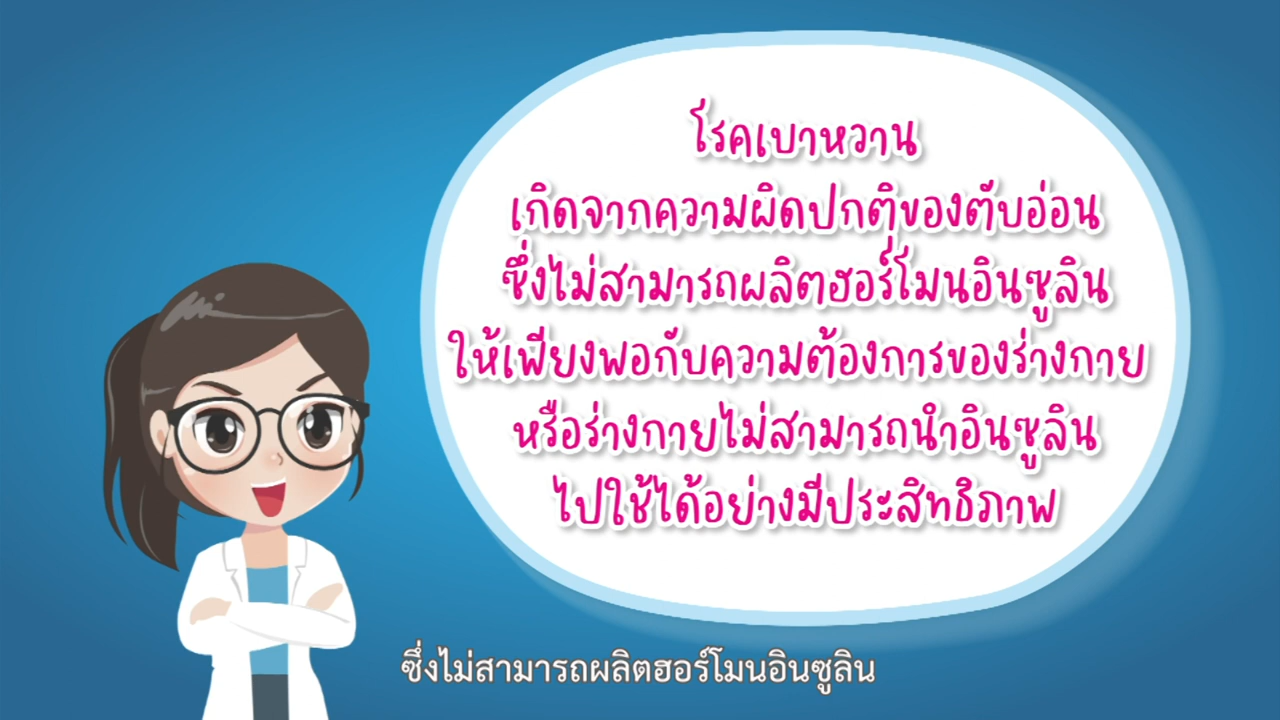 โรคเบาหวาน
เกิดจากความผิดปกติของตับอ่อน
ซึ่งไม่สามารถผลิตฮอร์โมนอินซูลิน
ให้เพียงพอกับความต้องการของร่างกาย
หรือร่างกายไม่สามารถนำอินซูลิน
ไปใช้ได้อย่างมีประสิทธิภาพ
ซึ่งไม่สามารถผลิตฮอร์โมนอินซูลิน